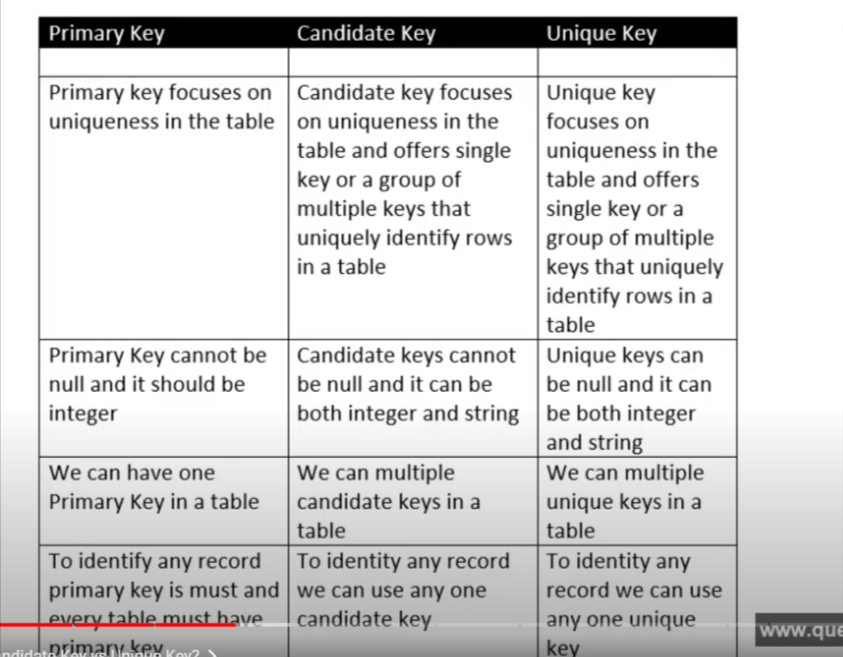 Primary Key
Candidate Key
Unique Key
Primary key focuses on
uniqueness in the table
Candidate key focuses
on uniqueness in the
table and offers single
key or a group of
multiple keys that
uniquely identify rows
in a table
Unique key
focuses on
uniqueness in the
table and offers
single key or a
group of multiple
keys that uniquely
identify rows in a
table
Primary Key cannot be
null and it should be
integer
Candidate keys cannot
be null and it can be
both integer and string
Unique keys can
be null and it can
be both integer
and string
We can have one
Primary Key in a table
We can multiple
candidate keys in a
table
We can multiple
unique keys in a
table
To identify any record
primary key is must and
every table must have
primary key
To identity any record
we can use any one
candidate key
To identity any
record we can use
any one unique
key
www.que
ndidate Key vs Unique Key?